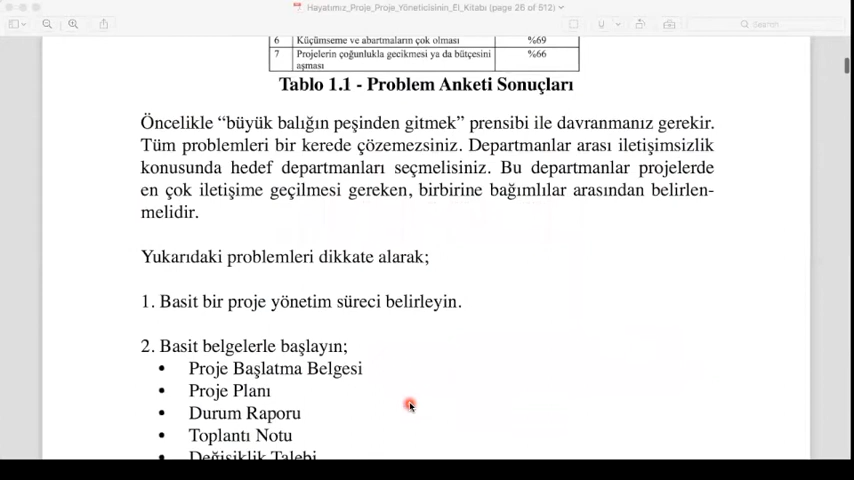 Hayatımız_Proje_Proje_Yöneticisinin_El_Kitabı (page 26 of 512)
Search
6 Küçümseme ve abartmaların çok olması %69
7 Projelerin çoğunlukla gecikmesi ya da bütçesini %66
aşması
Tablo 1.1 - Problem Anketi Sonuçları
Öncelikle “büyük balığın peşinden gitmek” prensibi ile davranmanız gerekir.
Tüm problemleri bir kerede çözemezsiniz. Departmanlar arası iletişimsizlik
konusunda hedef departmanları seçmelisiniz. Bu departmanlar projelerde
en çok iletişime geçilmesi gereken, birbirine bağımlılar arasından belirlen-
melidir.
Yukarıdaki problemleri dikkate alarak;
1. Basit bir proje yönetim süreci belirleyin.
2. Basit belgelerle başlayın;
• Proje Başlatma Belgesi
• Proje Planı
• Durum Raporu
• Toplantı Notu
• Değişiklik Talebi